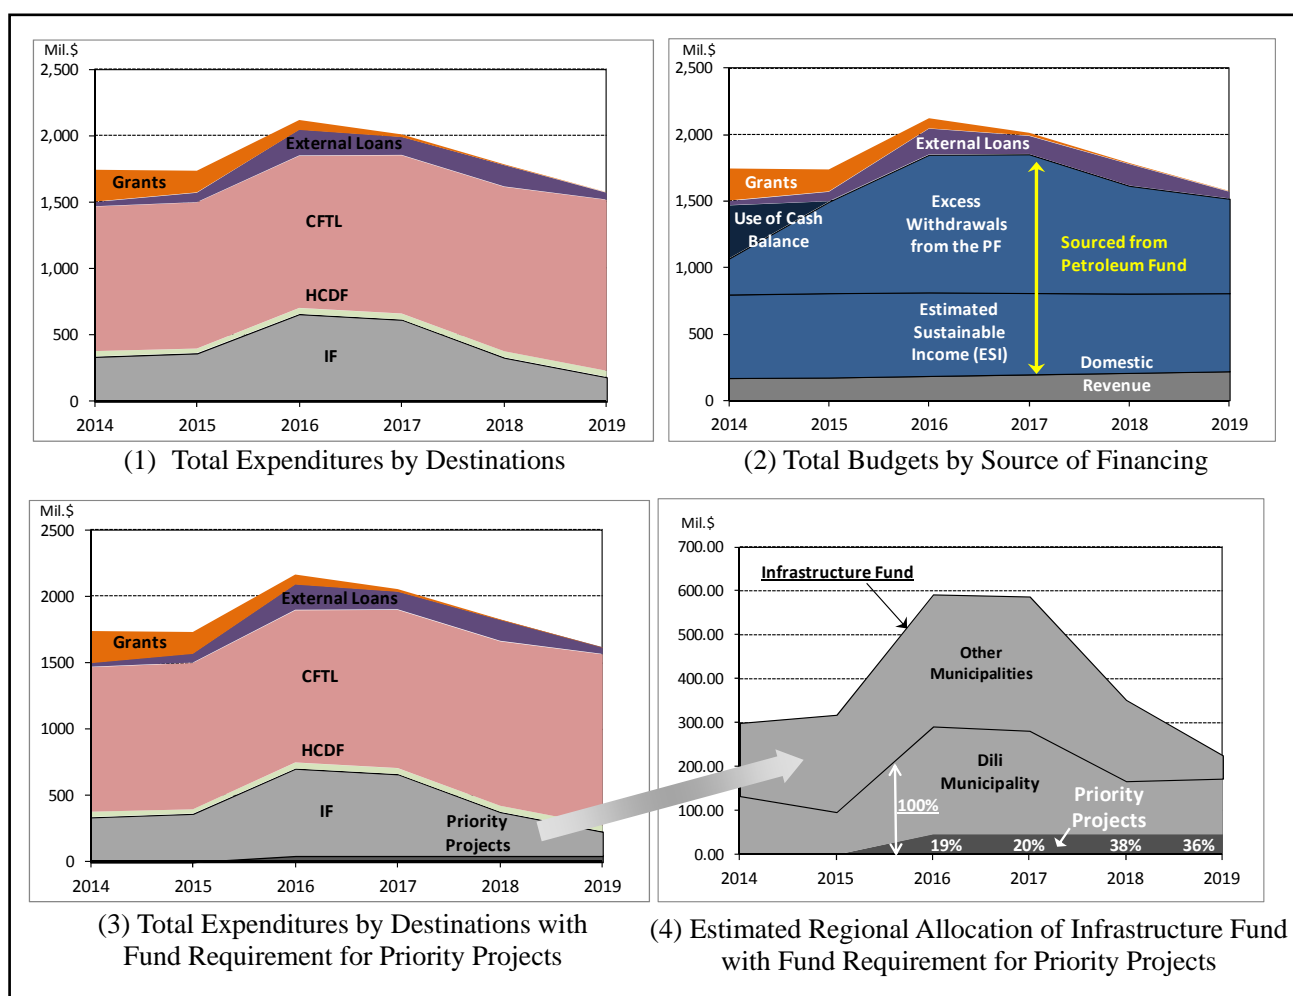 Mil.$
2,500
2,000
1,500
1,000
500
0
Grants
External Loans
CFTL
HCDF
IF
2014 2015 2016 2017 2018 2019
(1) Total Expenditures by Destinations
Mil.$
2,500
2,000
1,500
1,000
500
0
Grants
External Loans
Use of Cash
Balance
Excess
Withdrawals
from the PF
Sourced from
Petroleum Fund
Estimated
Sustainable
Income (ESI)
Domestic
Revenue
2014 2015 2016 2017 2018 2019
(2) Total Budgets by Source of Financing
Mil.$
2500
2000
1500
1000
500
0
Grants
External Loans
CFTL
HCDF
IF
Priority
Projects
2014 2015 2016 2017 2018 2019
(3) Total Expenditures by Destinations with
Fund Requirement for Priority Projects
Mil.$
700.00
600.00
500.00
400.00
300.00
200.00
100.00
0.00
Infrastructure Fund
Other
Municipalities
Dili
Municipality
100%
Priority
Projects
19% 20% 38% 36%
2014 2015 2016 2017 2018 2019
(4) Estimated Regional Allocation of Infrastructure Fund
with Fund Requirement for Priority Projects